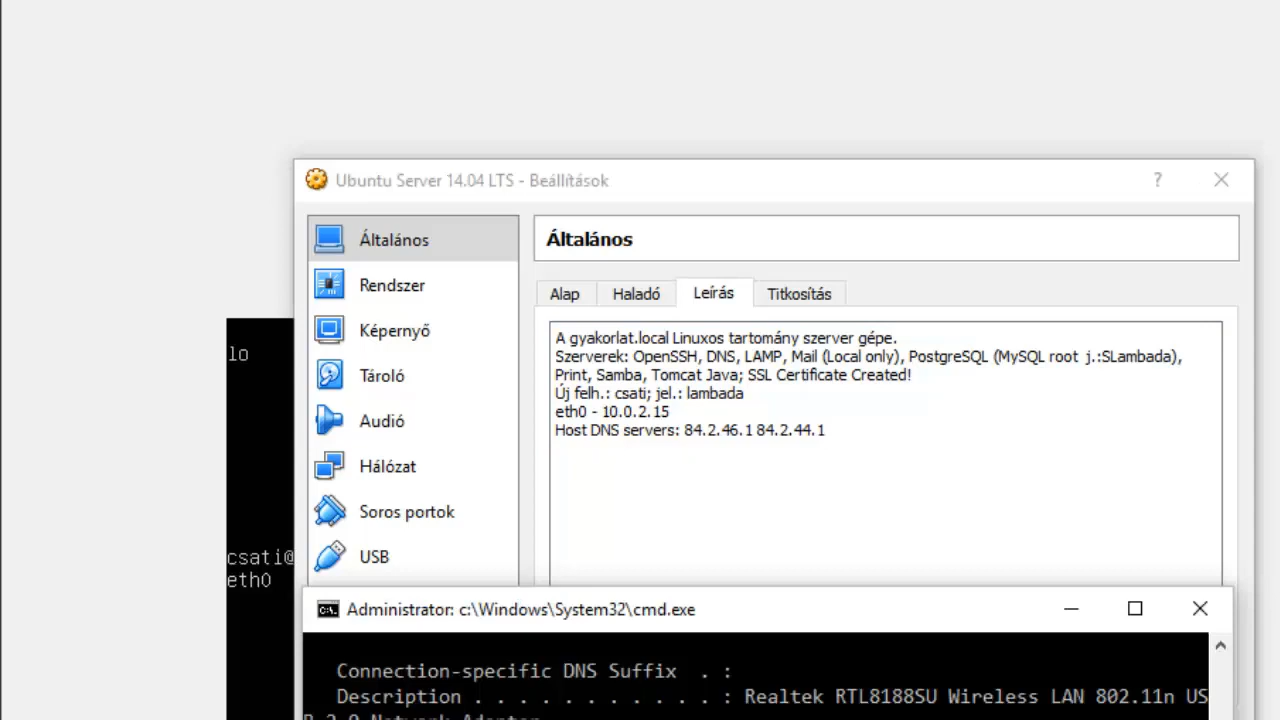 Ubuntu Server 14.04 LTS - Beállítások
?
Általános
Rendszer
Képernyő
Tároló
Audió
Hálózat
Soros portok
USB
Általános
Alap Haladó Leírás Titkosítás
A gyakorlat.local Linuxos tartomány szerver gépe.
Szerverek: OpenSSH, DNS, LAMP, Mail (Local only), PostgreSQL (MySQL root j.:SLambada),
Print, Samba, Tomcat Java; SSL Certificate Created!
Új felh.: csati; jel.: lambada
eth0 - 10.0.2.15
Host DNS servers: 84.2.46.1 84.2.44.1
lo
csati@
eth0
Administrator: c:\Windows\System32\cmd.exe
Connection-specific DNS Suffix . :
Description . . . . . . . . . . . : Realtek RTL8188SU Wireless LAN 802.11n US